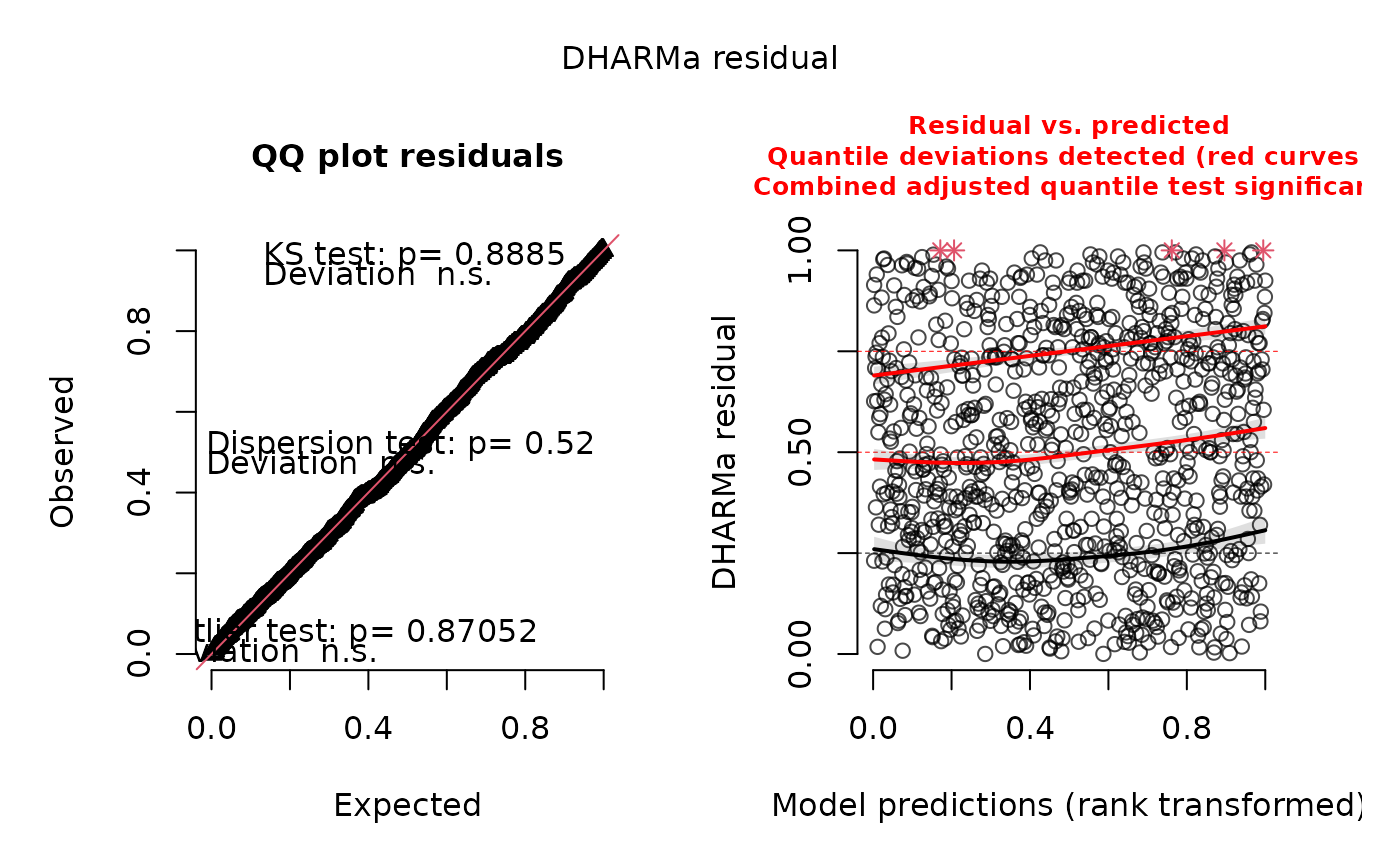 DHARMa residual
QQ plot residuals
KS test: p= 0.8885
Deviation n.s.
Dispersion test: p= 0.52
Deviation n.s.
tlier test: p= 0.87052
viation n.s.
Observed
0.0
0.4
0.8
0.0
0.4
0.8
Expected
Residual vs. predicted
Quantile deviations detected (red curves
Combined adjusted quantile test significan
DHARMa residual
0.00
0.50
1.00
0.0
0.4
0.8
Model predictions (rank transformed)